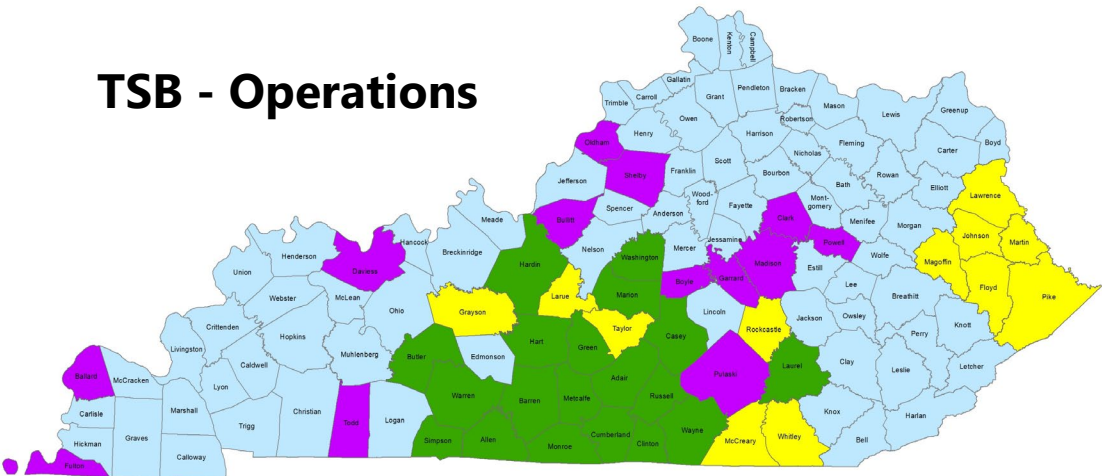 TSB - Operations
Boone
Kenton
Campbell
Gallatin
Trimble
Carroll
Grant
Pendleton
Bracken
Mason
Lewis
Greenup
Owen
Robertson
Oldham
Henry
Harrison
Fleming
Carter
Boyd
Nicholas
Jefferson
Shelby
Franklin
Scott
Bourbon
Bath
Rowan
Elliott
Lawrence
Wood-
ford
Fayette
Mont-
gomery
Spencer
Anderson
Clark
Menifee
Morgan
Meade
Bullitt
Johnson
Martin
Hancock
Breckinridge
Nelson
Washington
Mercer
Jessamine
Powell
Wolfe
Magoffin
Henderson
Union
Daviess
Hardin
Madison
Estill
Boyle
Garrard
Lee
Floyd
Pike
Webster
McLean
Larue
Marion
Breathitt
Ohio
Grayson
Lincoln
Jackson
Owsley
Knott
Crittenden
Hopkins
Taylor
Rockcastle
Perry
Casey
Livingston
Hart
Green
Muhlenberg
Butler
Edmonson
Caldwell
Laurel
Clay
Leslie
Letcher
Ballard
McCracken
Pulaski
Adair
Lyon
Warren
Barren
Metcalfe
Russell
Carlisle
Marshall
Christian
Knox
Harlan
Trigg
Todd
Logan
Hickman
Graves
Simpson
Allen
Monroe
Cumberland
Clinton
Wayne
McCreary
Whitley
Bell
Calloway
Fulton